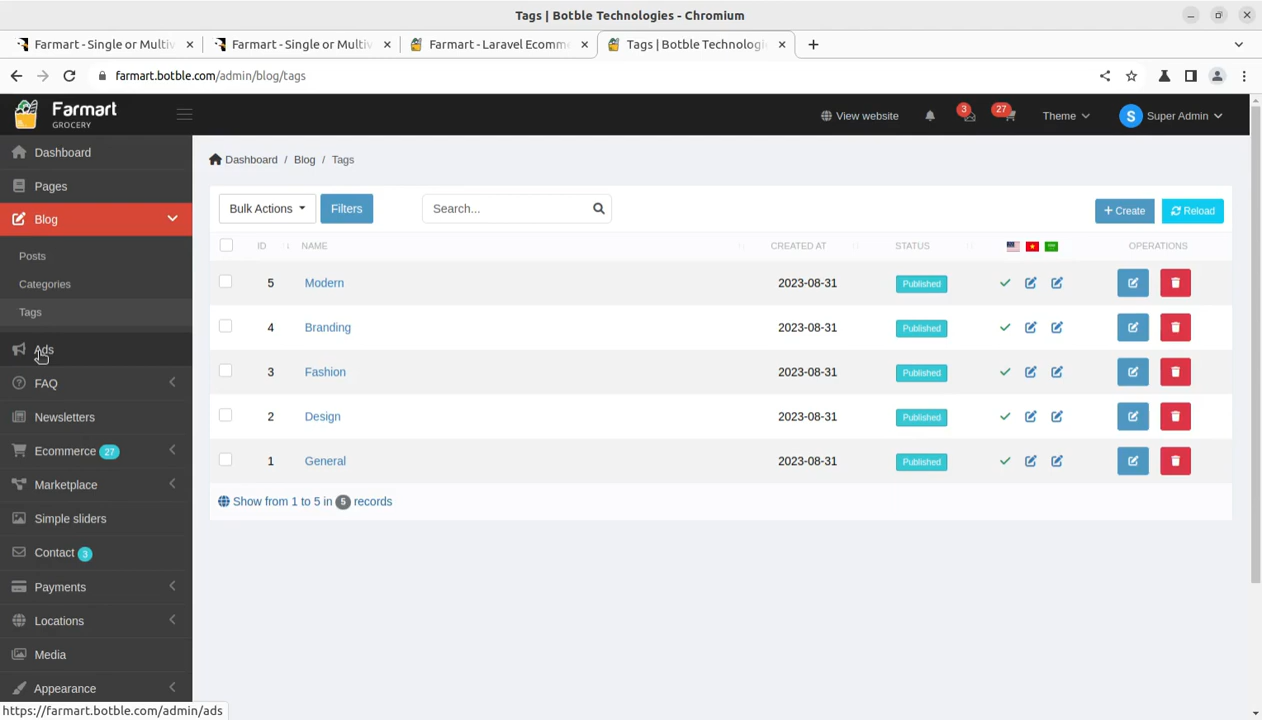 Tags | Botble Technologies - Chromium
Farmart - Single or Multiv
Farmart - Single or Multiv
Farmart - Laravel Ecomme
Tags | Botble Technologi
farmart.botble.com/admin/blog/tags
Farmart
GROCERY
View website
3
27
Theme
S
Super Admin
Dashboard
Pages
Blog
Posts
Categories
Tags
Ads
FAQ
Newsletters
Ecommerce 27
Marketplace
Simple sliders
Contact 3
Payments
Locations
Media
Appearance
Dashboard / Blog / Tags
Bulk Actions
Filters
Search...
+ Create
Reload
ID NAME CREATED AT STATUS OPERATIONS
5 Modern 2023-08-31 Published
4 Branding 2023-08-31 Published
3 Fashion 2023-08-31 Published
2 Design 2023-08-31 Published
1 General 2023-08-31 Published
Show from 1 to 5 in 5 records
https://farmart.botble.com/admin/ads